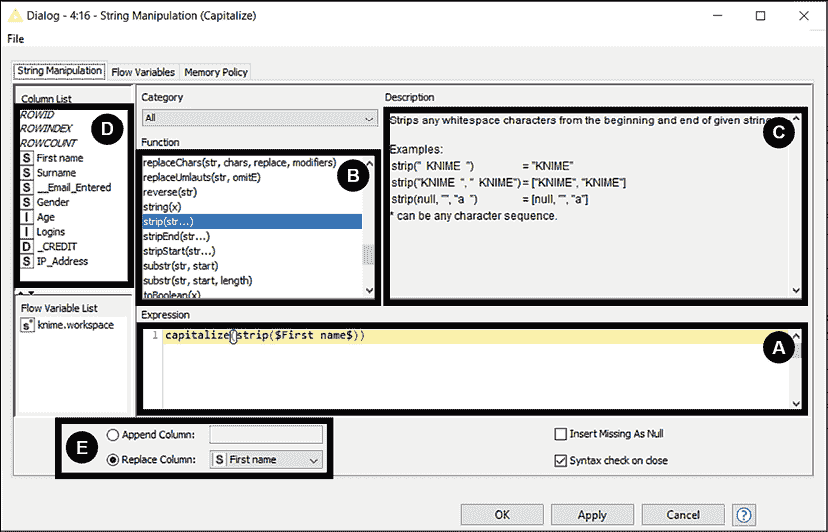 Dialog - 4:16 - String Manipulation (Capitalize)
File
String Manipulation Flow Variables Memory Policy
Column List
ROWID
ROWINDEX
ROWCOUNT
S First name
S Surname
S __Email_Entered
S Gender
I Age
I Logins
D _CREDIT
S IP_Address
D
Flow Variable List
s knime.workspace
Category
All
Function
replaceChars(str, chars, replace, modifiers)
replaceUmlauts(str, omitE)
reverse(str)
string(x)
strip(str...)
stripEnd(str...)
stripStart(str...)
substr(str, start)
substr(str, start, length)
toBoolean(x)
B
Description
Strips any whitespace characters from the beginning and end of given string
Examples:
strip(" KNIME ") = "KNIME"
strip("KNIME ", " KNIME") = ["KNIME", "KNIME"]
strip(null, "", "a ") = [null, "", "a"]
* can be any character sequence.
C
Expression
1 capitalize(strip($First name$))
A
E
Append Column:
Replace Column: S First name
Insert Missing As Null
Syntax check on close
OK Apply Cancel ?